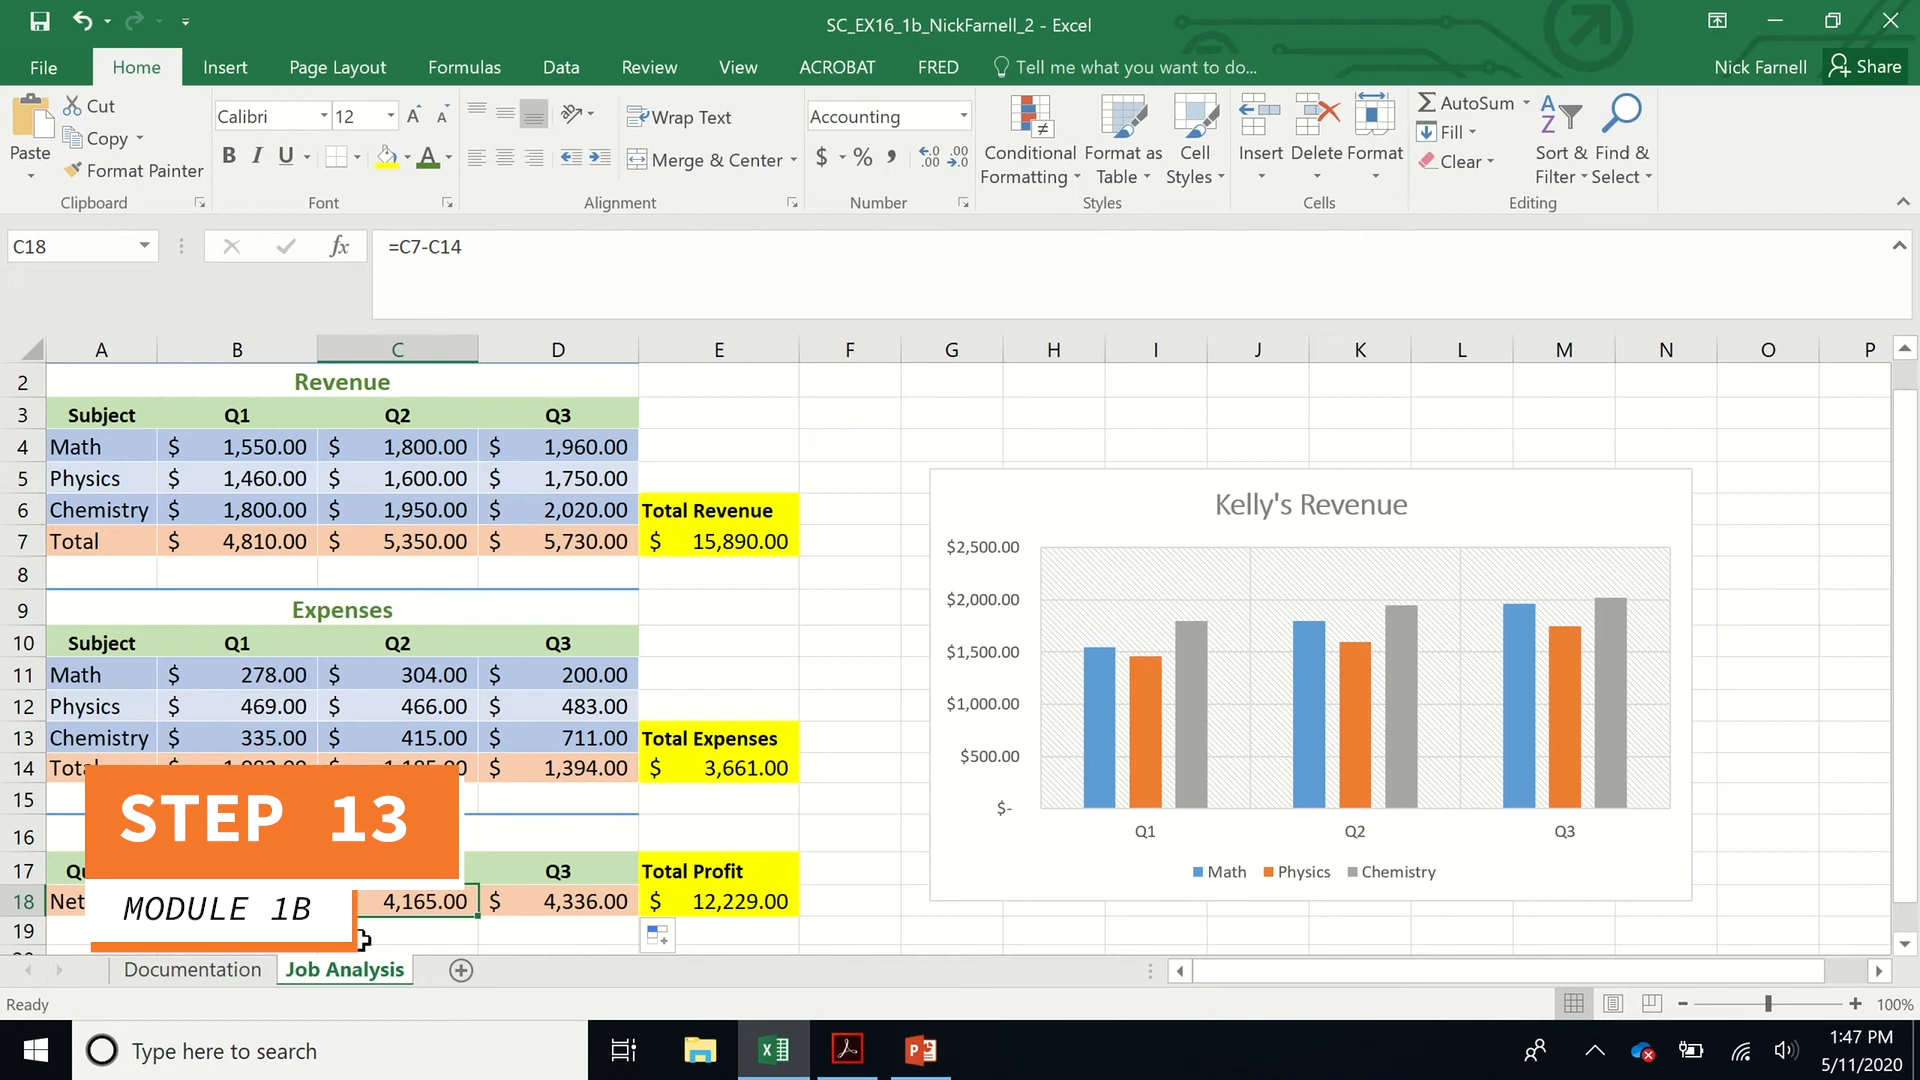 SC_EX16_1b_NickFarnell_2 - Excel
File Home Insert Page Layout Formulas Data Review View ACROBAT FRED Tell me what you want to do... Nick Farnell Share
Paste Cut Copy Format Painter Clipboard
Calibri 12 B I U A Font
Wrap Text Merge & Center Alignment
Accounting $ % , Number
Conditional Formatting Format as Table Cell Styles Styles
Insert Delete Format Cells
AutoSum Fill Clear Sort & Filter Find & Select Editing
C18 fx =C7-C14
A B C D E F G H I J K L M N O P
2 Revenue
3 Subject Q1 Q2 Q3
4 Math $ 1,550.00 $ 1,800.00 $ 1,960.00
5 Physics $ 1,460.00 $ 1,600.00 $ 1,750.00
6 Chemistry $ 1,800.00 $ 1,950.00 $ 2,020.00 Total Revenue
7 Total $ 4,810.00 $ 5,350.00 $ 5,730.00 $ 15,890.00
8
9 Expenses
10 Subject Q1 Q2 Q3
11 Math $ 278.00 $ 304.00 $ 200.00
12 Physics $ 469.00 $ 466.00 $ 483.00
13 Chemistry $ 335.00 $ 415.00 $ 711.00 Total Expenses
14 $ 1,394.00 $ 3,661.00
15
16
17 Q3 Total Profit
18 Net 4,165.00 $ 4,336.00 $ 12,229.00
19
STEP 13
MODULE 1B
Kelly's Revenue
$2,500.00
$2,000.00
$1,500.00
$1,000.00
$500.00
$-
Q1 Q2 Q3
Math Physics Chemistry
Documentation Job Analysis
Ready 100%
Type here to search
1:47 PM
5/11/2020